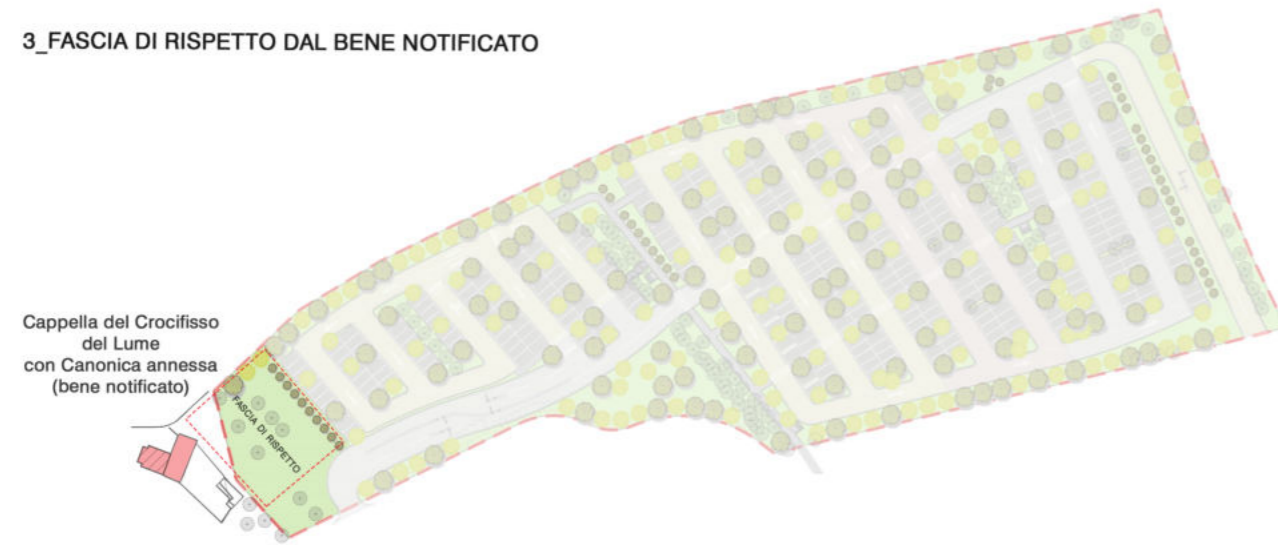 3_FASCIA DI RISPETTO DAL BENE NOTIFICATO
Cappella del Crocifisso
del Lume
con Canonica annessa
(bene notificato)
FASCIA DI RISPETTO